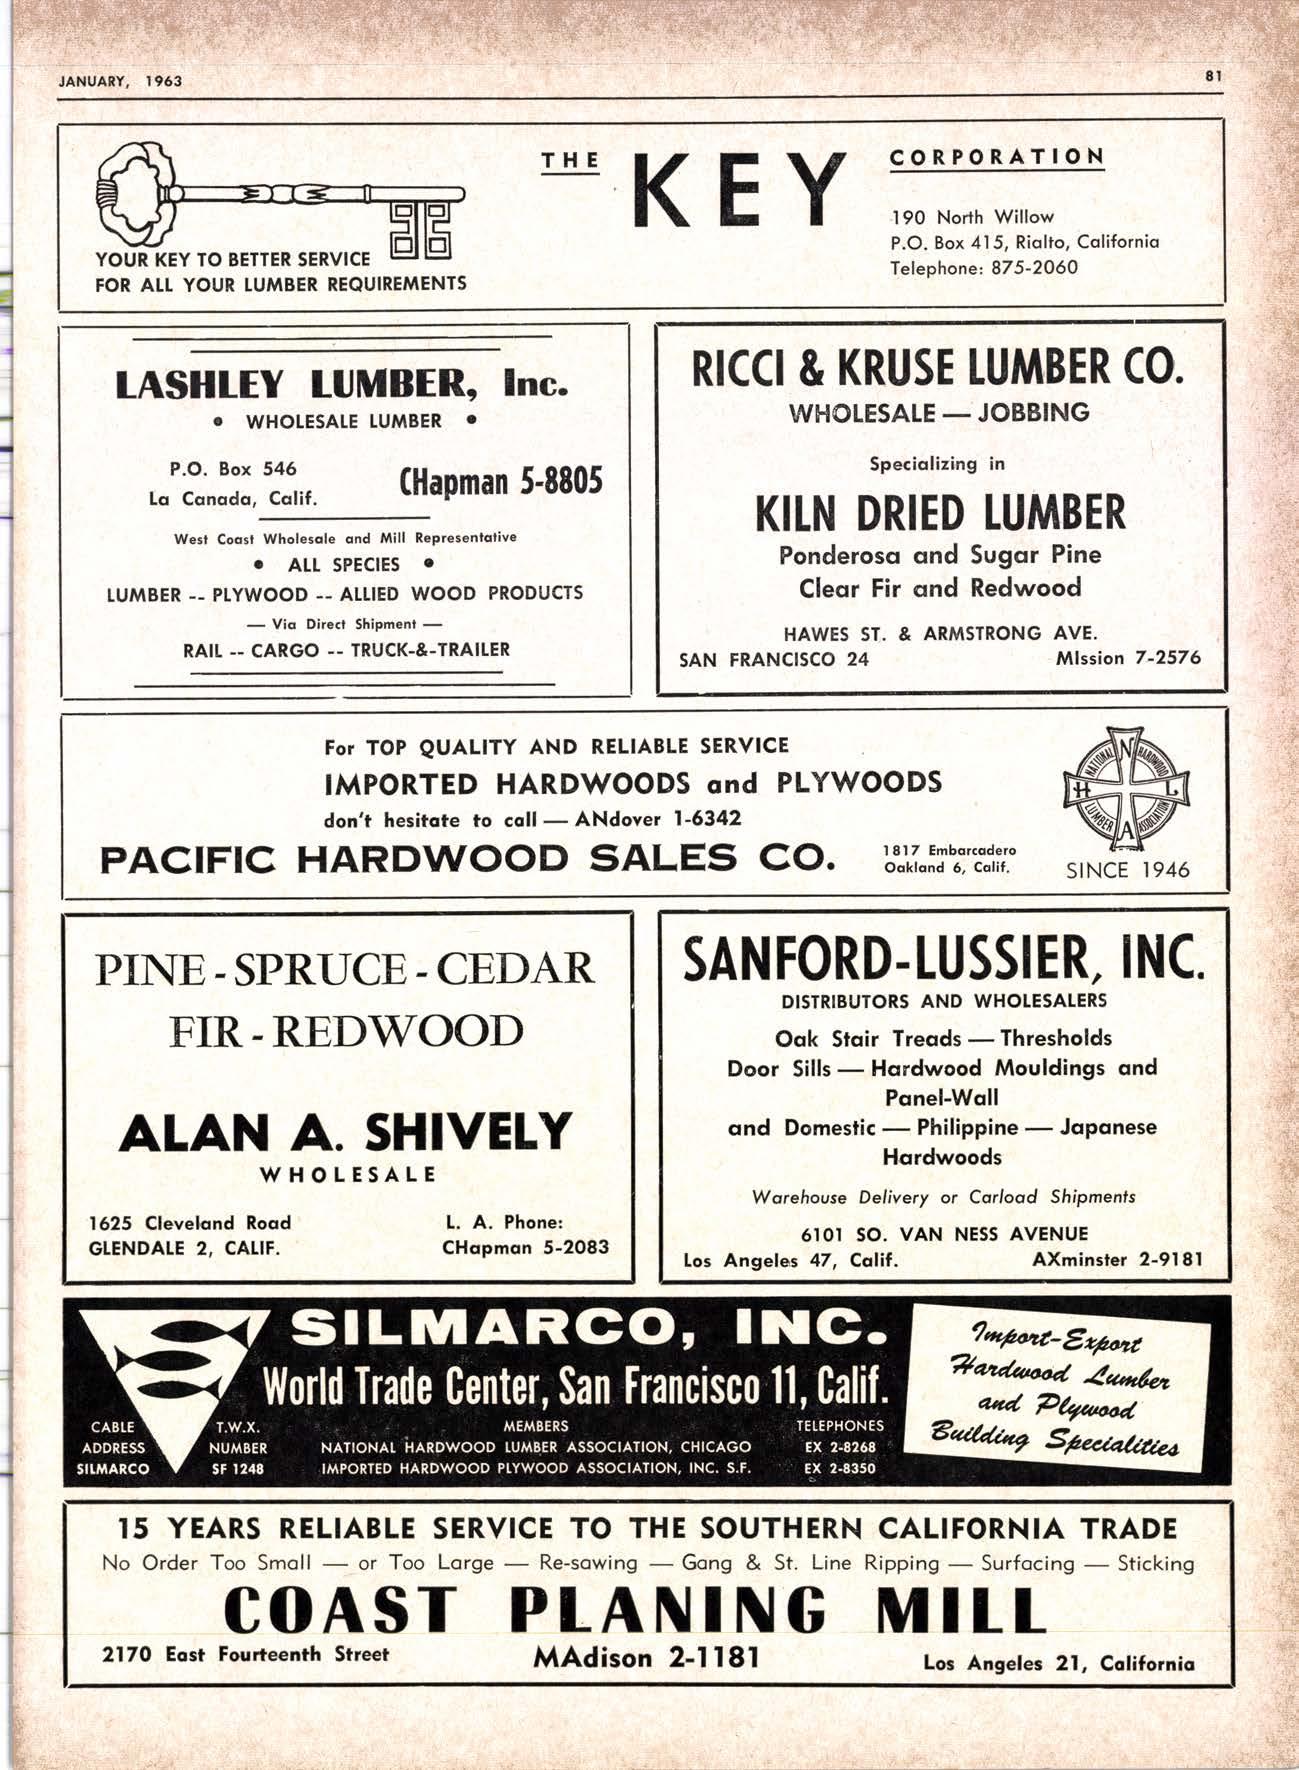 JANUARY, 1963
81
THE KEY CORPORATION
190 North Willow
P.O. Box 415, Rialto, California
Telephone: 875-2060
YOUR KEY TO BETTER SERVICE
FOR ALL YOUR LUMBER REQUIREMENTS
LASHLEY LUMBER, Inc.
• WHOLESALE LUMBER •
P.O. Box 546
La Canada, Calif.
CHapman 5-8805
West Coast Wholesale and Mill Representative
• ALL SPECIES •
LUMBER -- PLYWOOD -- ALLIED WOOD PRODUCTS
— Via Direct Shipment —
RAIL -- CARGO -- TRUCK-&-TRAILER
RICCI & KRUSE LUMBER CO.
WHOLESALE — JOBBING
Specializing in
KILN DRIED LUMBER
Ponderosa and Sugar Pine
Clear Fir and Redwood
HAWES ST. & ARMSTRONG AVE.
SAN FRANCISCO 24 MIssion 7-2576
For TOP QUALITY AND RELIABLE SERVICE
IMPORTED HARDWOODS and PLYWOODS
don't hesitate to call — ANdover 1-6342
PACIFIC HARDWOOD SALES CO.
1817 Embarcadero
Oakland 6, Calif.
NATIONAL HARDWOOD LUMBER ASSOCIATION
N H L A
SINCE 1946
PINE - SPRUCE - CEDAR
FIR - REDWOOD
ALAN A. SHIVELY
WHOLESALE
1625 Cleveland Road
GLENDALE 2, CALIF.
L. A. Phone:
CHapman 5-2083
SANFORD-LUSSIER, INC.
DISTRIBUTORS AND WHOLESALERS
Oak Stair Treads — Thresholds
Door Sills — Hardwood Mouldings and
Panel-Wall
and Domestic — Philippine — Japanese
Hardwoods
Warehouse Delivery or Carload Shipments
6101 SO. VAN NESS AVENUE
Los Angeles 47, Calif. AXminster 2-9181
SILMARCO, INC.
World Trade Center, San Francisco 11, Calif.
CABLE
ADDRESS
SILMARCO
T.W.X.
NUMBER
SF 1248
MEMBERS
NATIONAL HARDWOOD LUMBER ASSOCIATION, CHICAGO
IMPORTED HARDWOOD PLYWOOD ASSOCIATION, INC. S.F.
TELEPHONES
EX 2-8268
EX 2-8350
Import-Export
Hardwood Lumber
and Plywood
Building Specialities
15 YEARS RELIABLE SERVICE TO THE SOUTHERN CALIFORNIA TRADE
No Order Too Small — or Too Large — Re-sawing — Gang & St. Line Ripping — Surfacing — Sticking
COAST PLANING MILL
2170 East Fourteenth Street MAdison 2-1181 Los Angeles 21, California